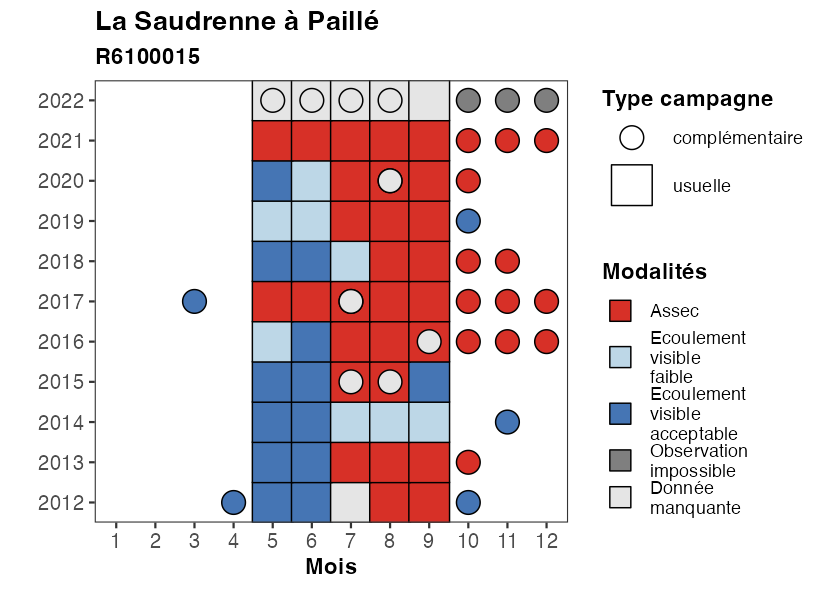 La Saudrenne à Paillé
R6100015
2022
2021
2020
2019
2018
2017
2016
2015
2014
2013
2012
1 2 3 4 5 6 7 8 9 10 11 12
Mois
Type campagne
complémentaire
usuelle
Modalités
Assec
Ecoulement
visible
faible
Ecoulement
visible
acceptable
Observation
impossible
Donnée
manquante